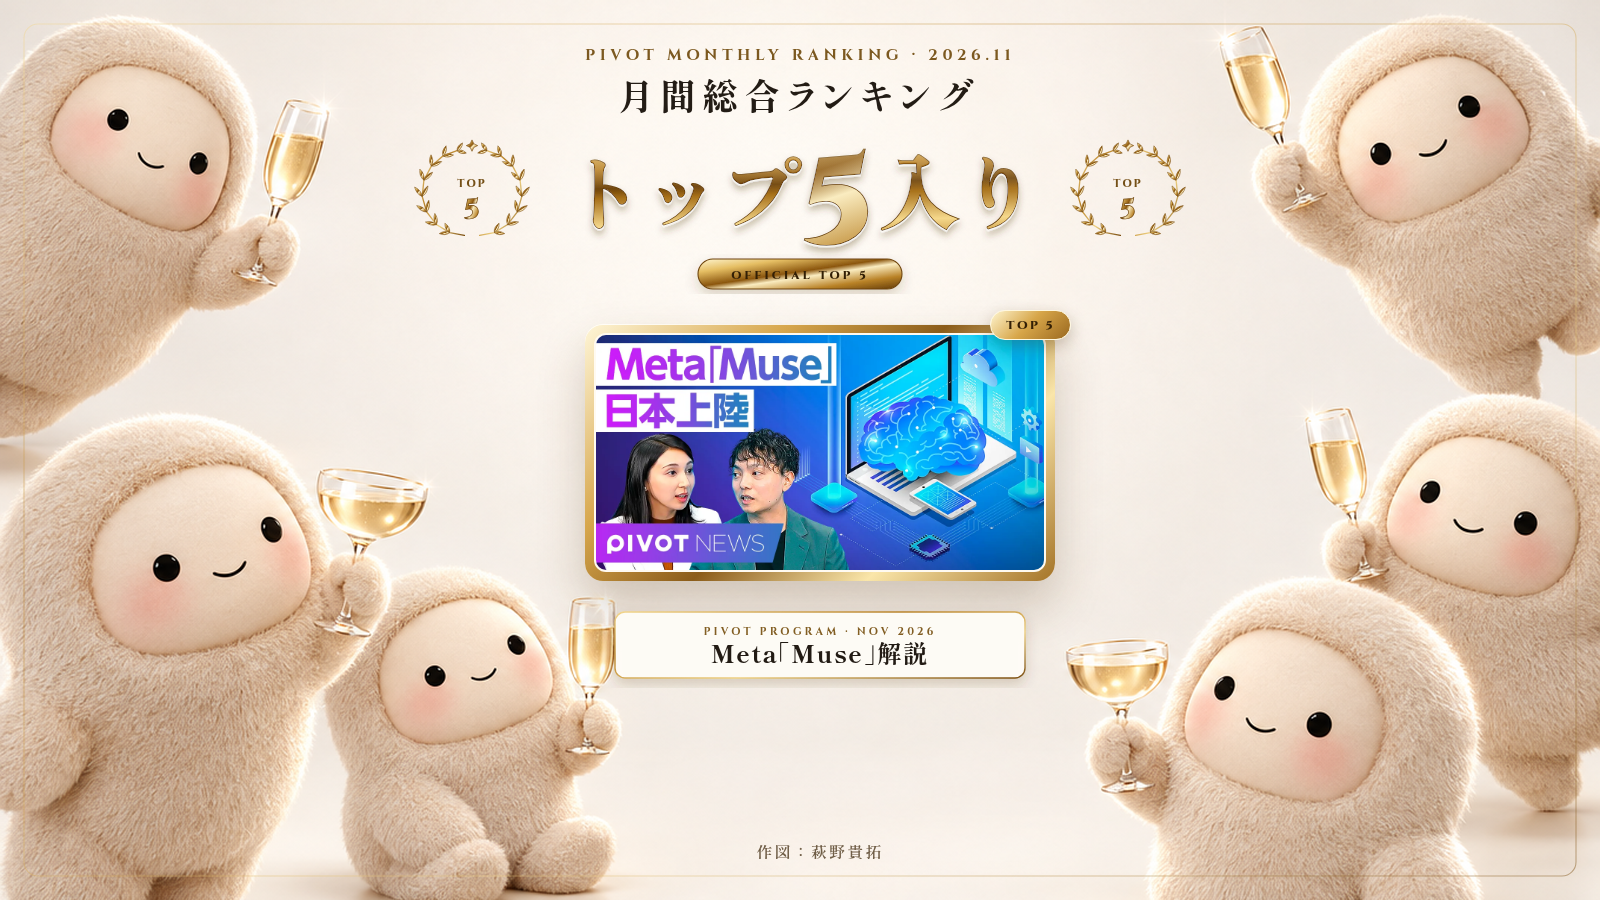 PIVOT MONTHLY RANKING · 2026.11
月間総合ランキング
TOP
5
トップ5入り
TOP
5
OFFICIAL TOP 5
TOP 5
Meta「Muse」
日本上陸
PIVOT NEWS
PIVOT PROGRAM · NOV 2026
Meta「Muse」解説
作図：萩野貴拓